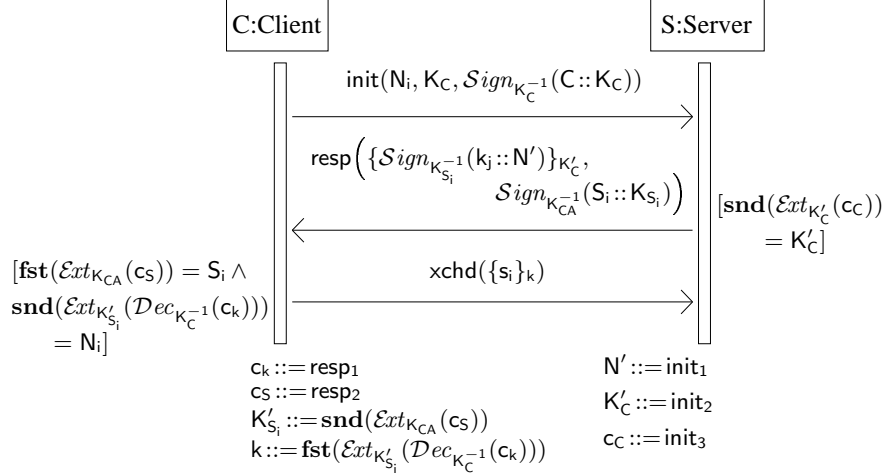 C:Client S:Server
init(N_i, K_C, Sign_{K_C^{-1}}(C :: K_C))
resp({Sign_{K_{S_i}^{-1}}(k_j :: N')}_{K'_C},
Sign_{K_{CA}^{-1}}(S_i :: K_{S_i}))
[snd(Ext_{K'_C}(c_C))
= K'_C]
[fst(Ext_{K_{CA}}(c_S)) = S_i ∧
snd(Ext_{K'_{S_i}}(Dec_{K_C^{-1}}(c_k)))
= N_i]
xchd({s_i}_k)
c_k ::= resp_1
c_S ::= resp_2
K'_{S_i} ::= snd(Ext_{K_{CA}}(c_S))
k ::= fst(Ext_{K'_{S_i}}(Dec_{K_C^{-1}}(c_k)))
N' ::= init_1
K'_C ::= init_2
c_C ::= init_3